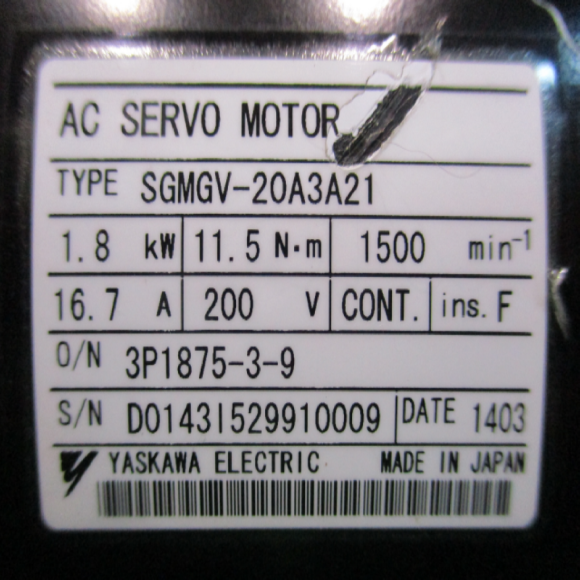 AC SERVO MOTOR
TYPE SGMGV-20A3A21
1.8 kW 11.5 N·m 1500 min⁻¹
16.7 A 200 V CONT. ins. F
O/N 3P1875-3-9
S/N D0143I529910009 DATE 1403
YASKAWA ELECTRIC MADE IN JAPAN